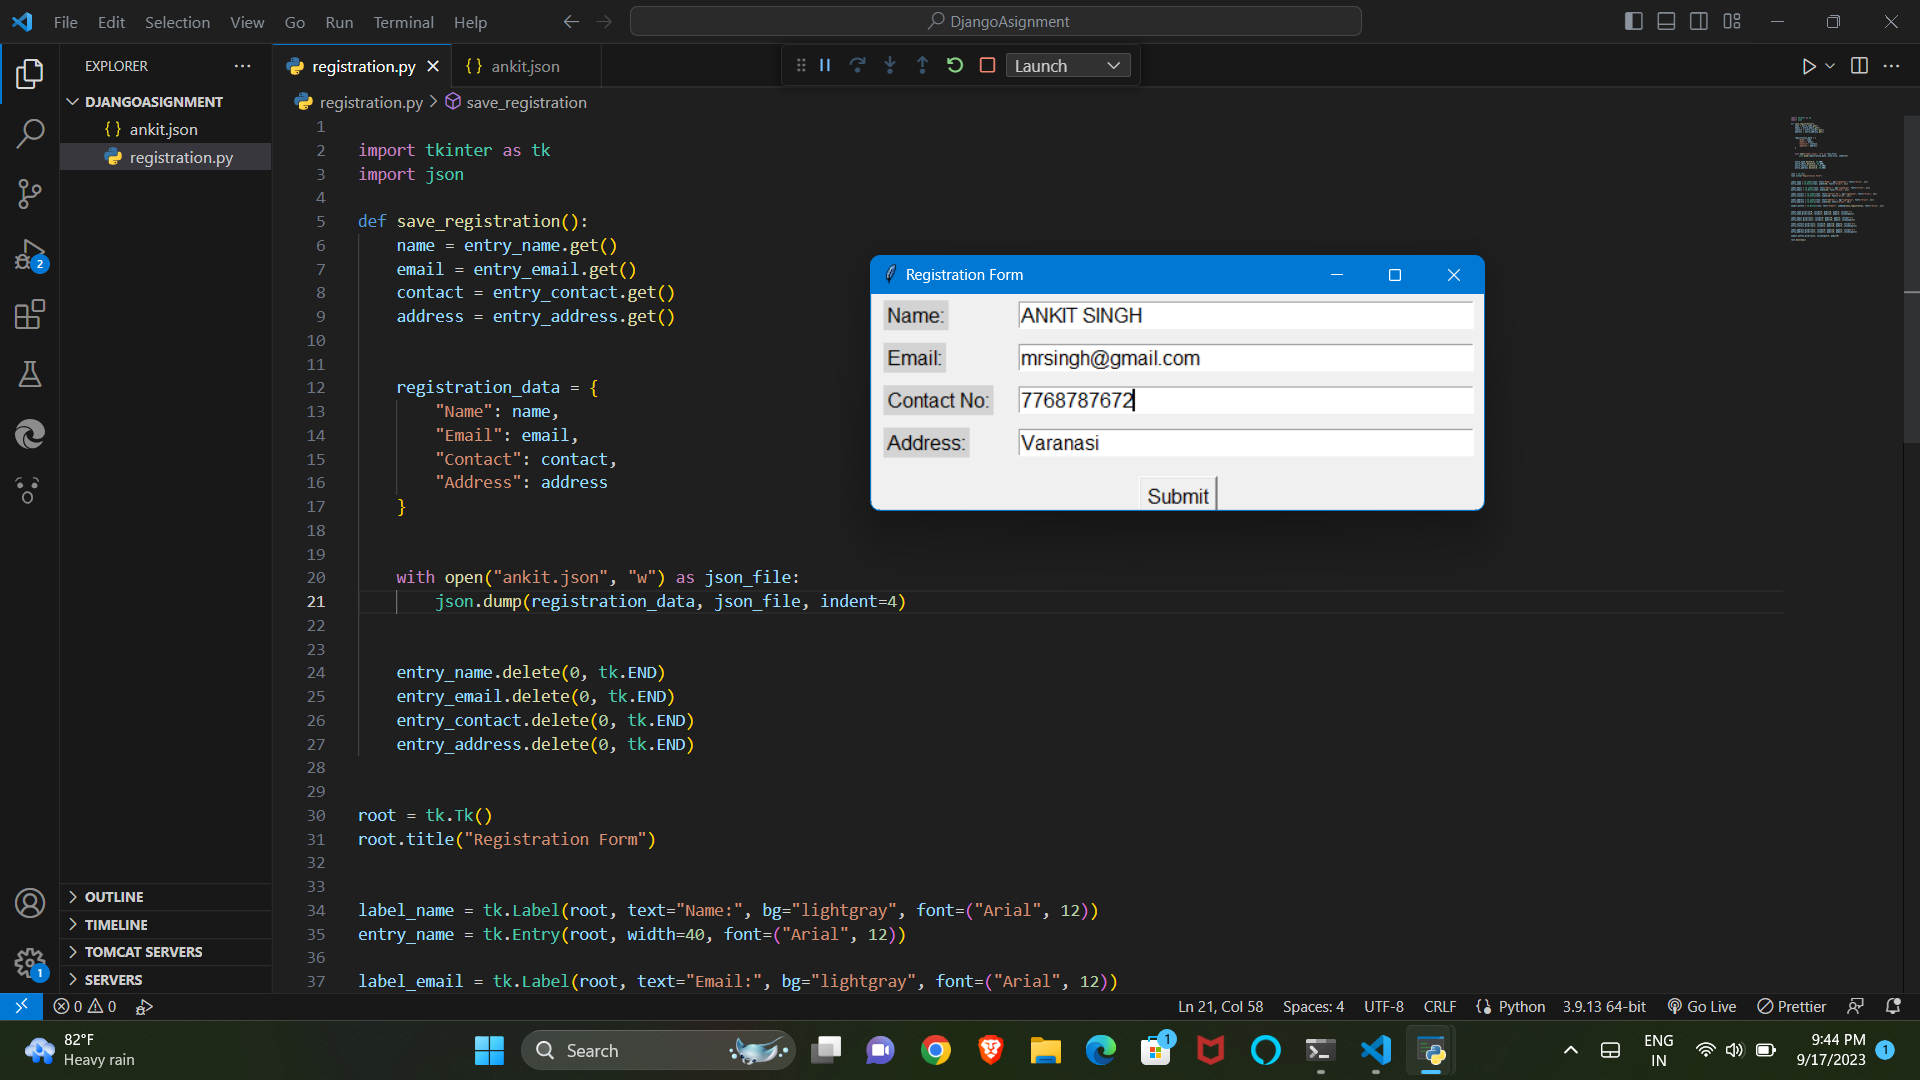 File Edit Selection View Go Run Terminal Help
DjangoAsignment
EXPLORER
registration.py
ankit.json
Launch
DJANGOASIGNMENT
ankit.json
registration.py
registration.py > save_registration
1
2 import tkinter as tk
3 import json
4
5 def save_registration():
6 name = entry_name.get()
7 email = entry_email.get()
8 contact = entry_contact.get()
9 address = entry_address.get()
10
11
12 registration_data = {
13 "Name": name,
14 "Email": email,
15 "Contact": contact,
16 "Address": address
17 }
18
19
20 with open("ankit.json", "w") as json_file:
21 json.dump(registration_data, json_file, indent=4)
22
23
24 entry_name.delete(0, tk.END)
25 entry_email.delete(0, tk.END)
26 entry_contact.delete(0, tk.END)
27 entry_address.delete(0, tk.END)
28
29
30 root = tk.Tk()
31 root.title("Registration Form")
32
33
34 label_name = tk.Label(root, text="Name:", bg="lightgray", font=("Arial", 12))
35 entry_name = tk.Entry(root, width=40, font=("Arial", 12))
36
37 label_email = tk.Label(root, text="Email:", bg="lightgray", font=("Arial", 12))
Registration Form
Name: ANKIT SINGH
Email: mrsingh@gmail.com
Contact No: 7768787672
Address: Varanasi
Submit
2
1
OUTLINE
TIMELINE
TOMCAT SERVERS
SERVERS
0 0
Ln 21, Col 58 Spaces: 4 UTF-8 CRLF Python 3.9.13 64-bit Go Live Prettier
82°F
Heavy rain
Search
1
ENG
IN
9:44 PM
9/17/2023
1